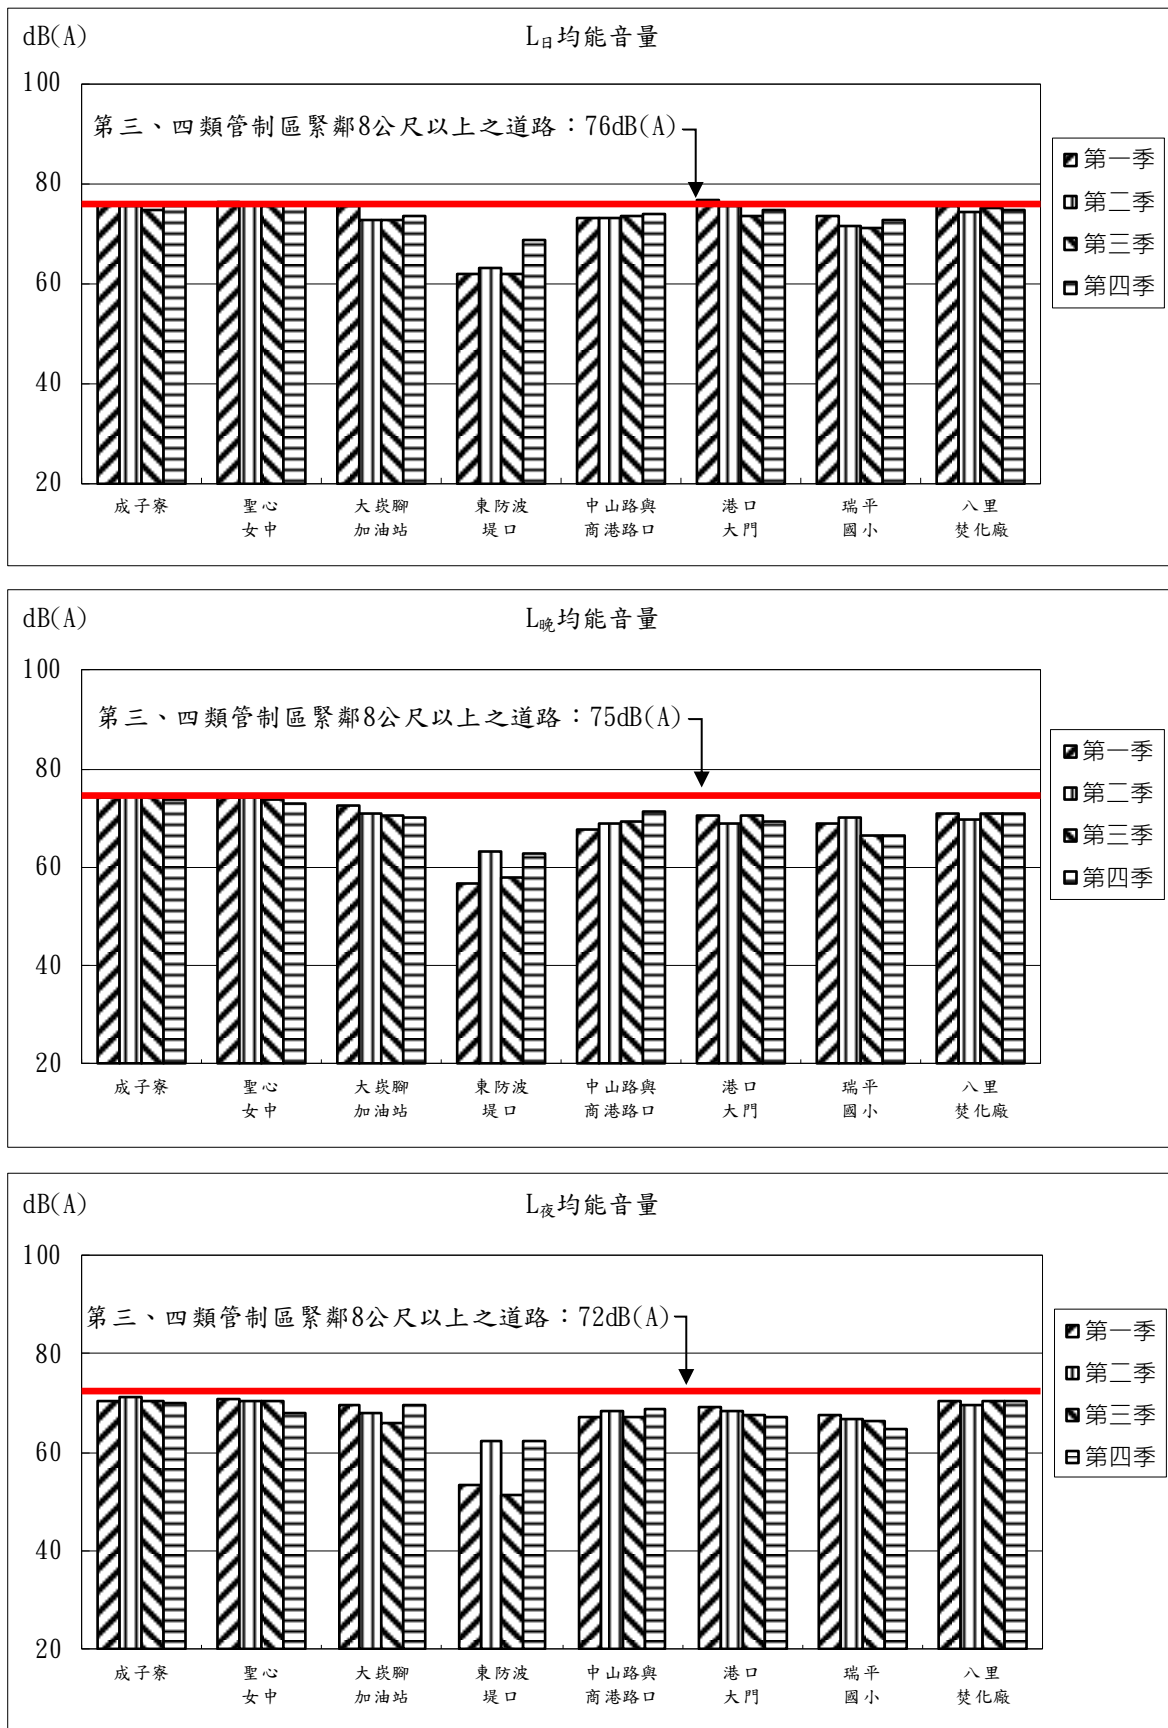 dB(A)
L日均能音量
100
第三、四類管制區緊鄰8公尺以上之道路：76dB(A)
80
60
40
20
第一季
第二季
第三季
第四季
成子寮
聖心
女中
大崁腳
加油站
東防波
堤口
中山路與
商港路口
港口
大門
瑞平
國小
八里
焚化廠
dB(A)
L晚均能音量
100
第三、四類管制區緊鄰8公尺以上之道路：75dB(A)
80
60
40
20
第一季
第二季
第三季
第四季
成子寮
聖心
女中
大崁腳
加油站
東防波
堤口
中山路與
商港路口
港口
大門
瑞平
國小
八里
焚化廠
dB(A)
L夜均能音量
100
第三、四類管制區緊鄰8公尺以上之道路：72dB(A)
80
60
40
20
第一季
第二季
第三季
第四季
成子寮
聖心
女中
大崁腳
加油站
東防波
堤口
中山路與
商港路口
港口
大門
瑞平
國小
八里
焚化廠